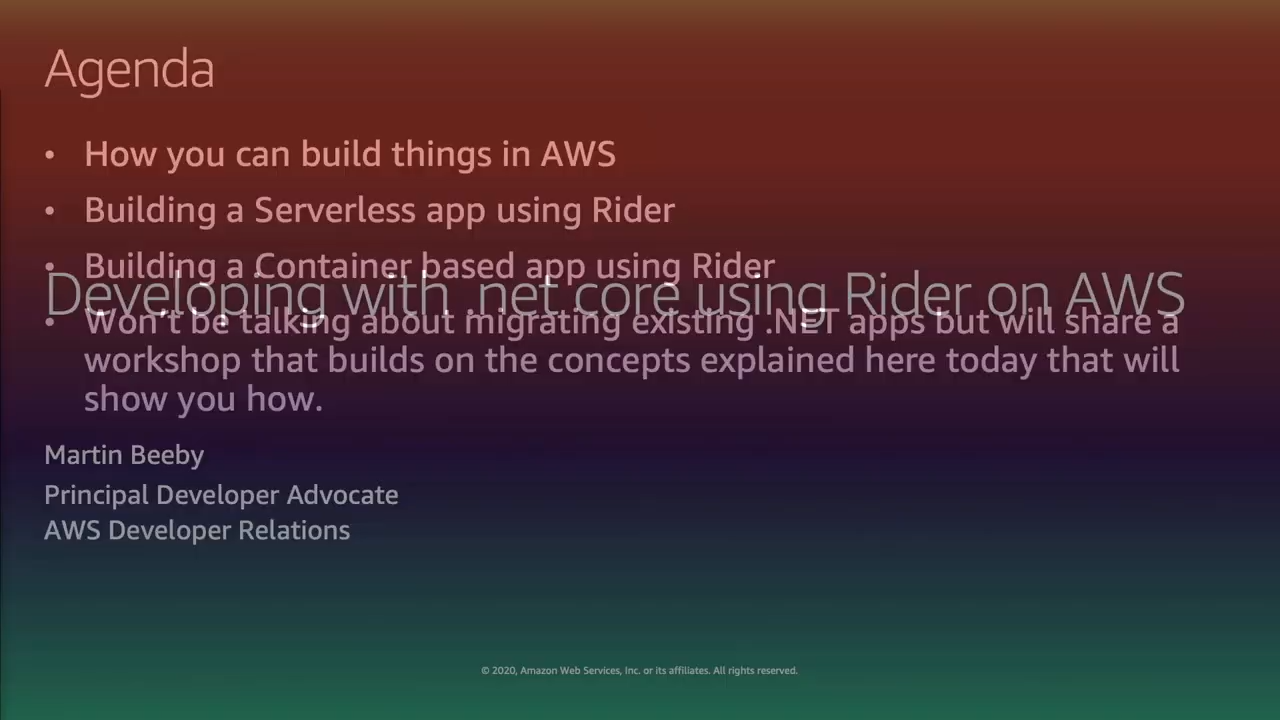 Agenda
• How you can build things in AWS
• Building a Serverless app using Rider
• Building a Container based app using Rider
Developing with .net core using Rider on AWS
• Won't be talking about migrating existing .NET apps but will share a
workshop that builds on the concepts explained here today that will
show you how.
Martin Beeby
Principal Developer Advocate
AWS Developer Relations
© 2020, Amazon Web Services, Inc. or its affiliates. All rights reserved.